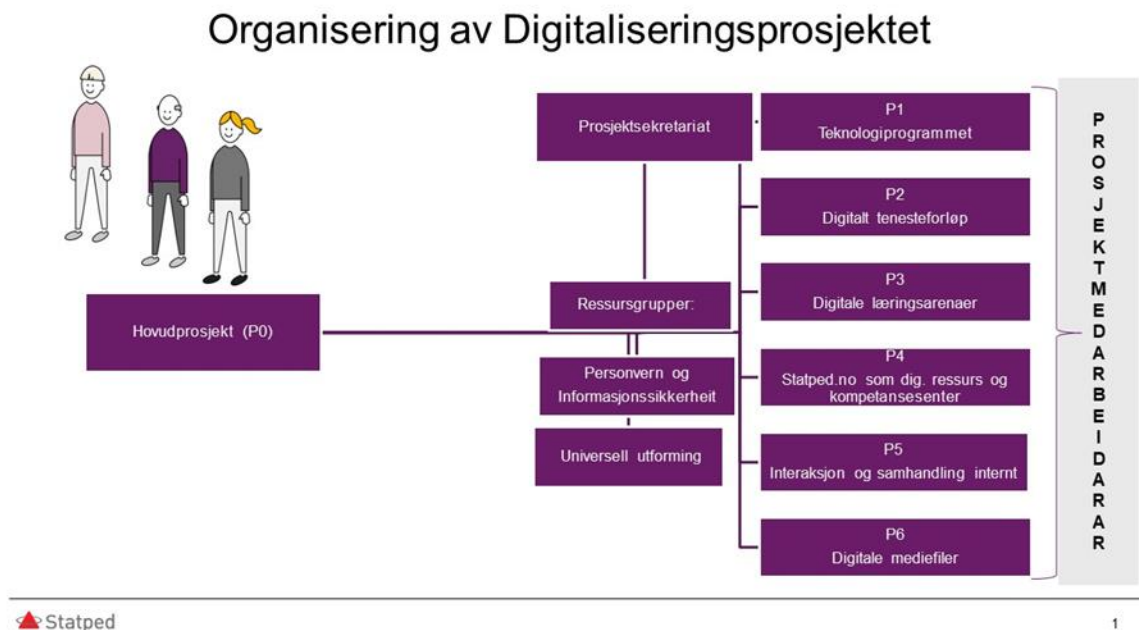 Organisering av Digitaliseringsprosjektet
Hovudprosjekt (P0)
Prosjektsekretariat
Ressursgrupper:
Personvern og
Informasjonssikkerheit
Universell utforming
P1
Teknologiprogrammet
P2
Digitalt tenesteforløp
P3
Digitale læringsarenaer
P4
Statped.no som dig. ressurs og
kompetansesenter
P5
Interaksjon og samhandling internt
P6
Digitale mediefiler
PROSJEKTMEDARBEIDARAR
Statped
1